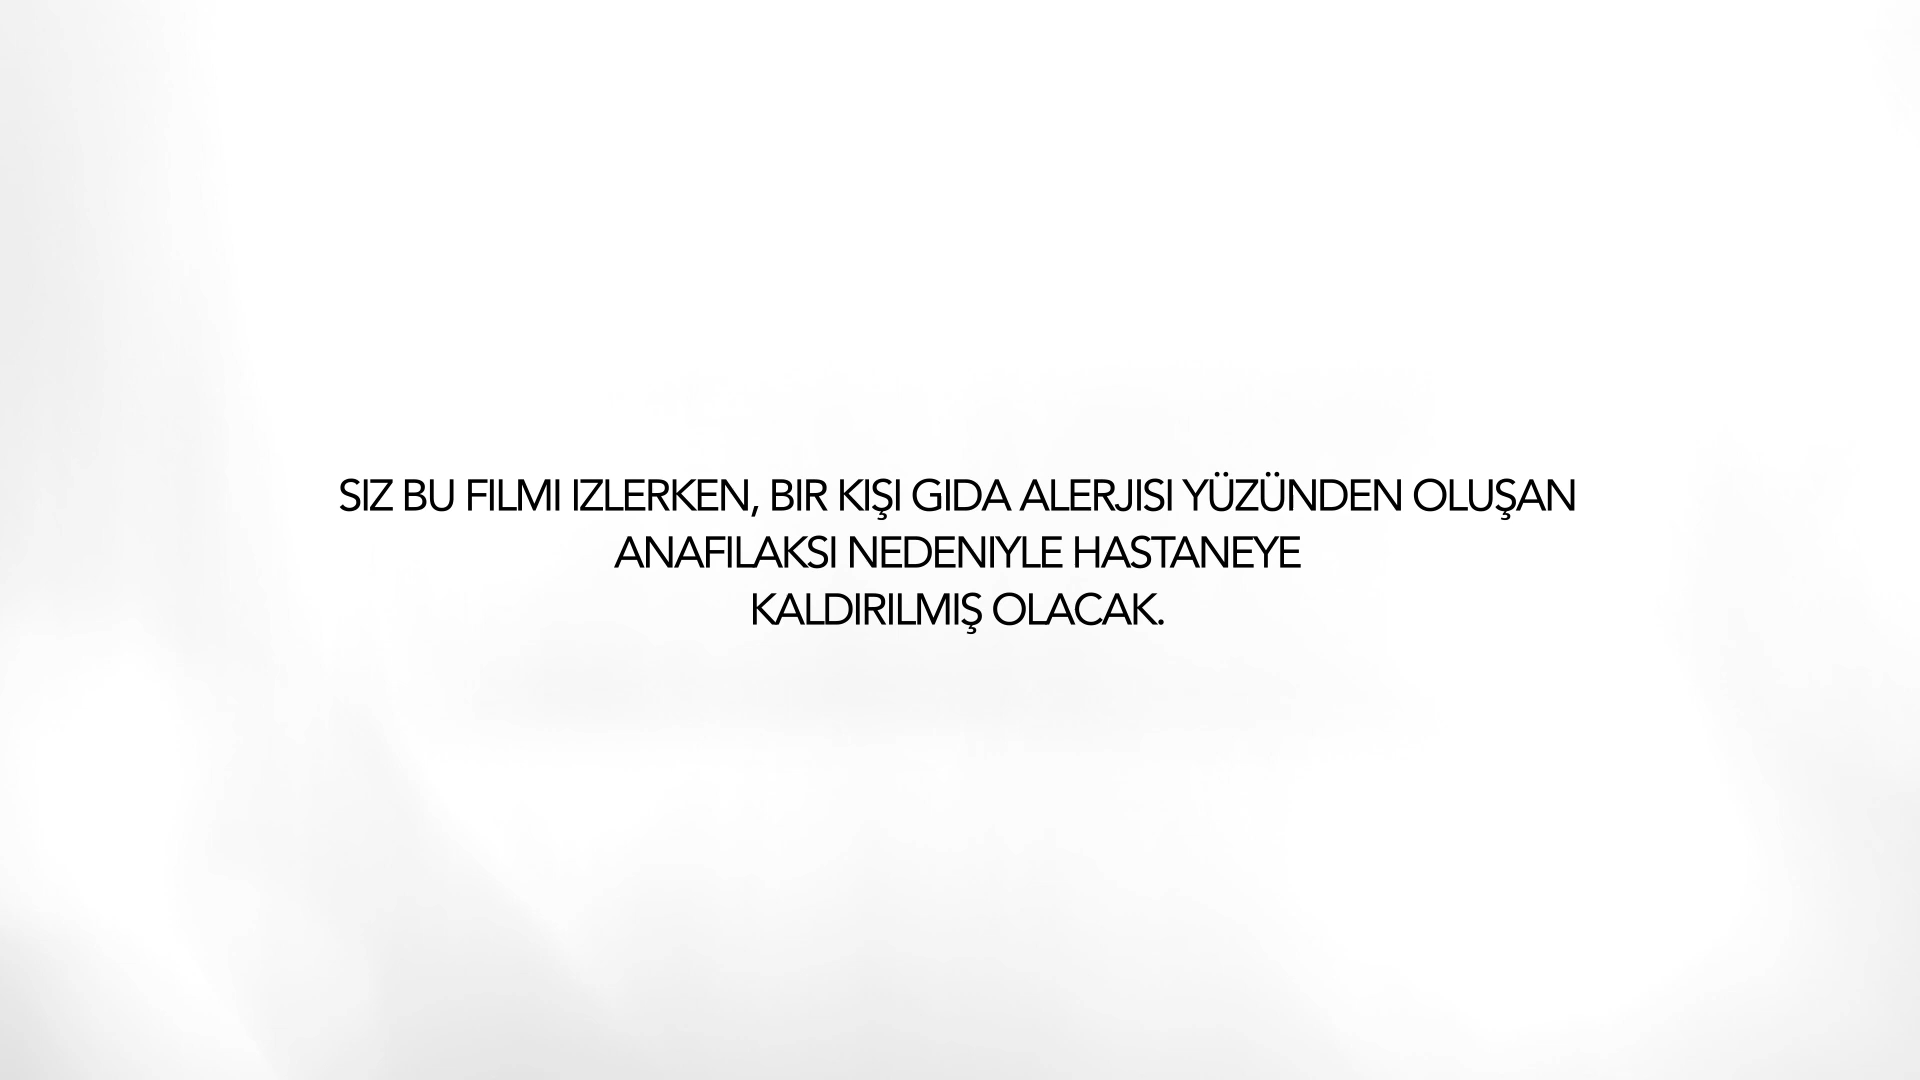 SIZ BU FILMI IZLERKEN, BIR KIŞI GIDA ALERJISI YÜZÜNDEN OLUŞAN
ANAFILAKSI NEDENIYLE HASTANEYE
KALDIRILMIŞ OLACAK.